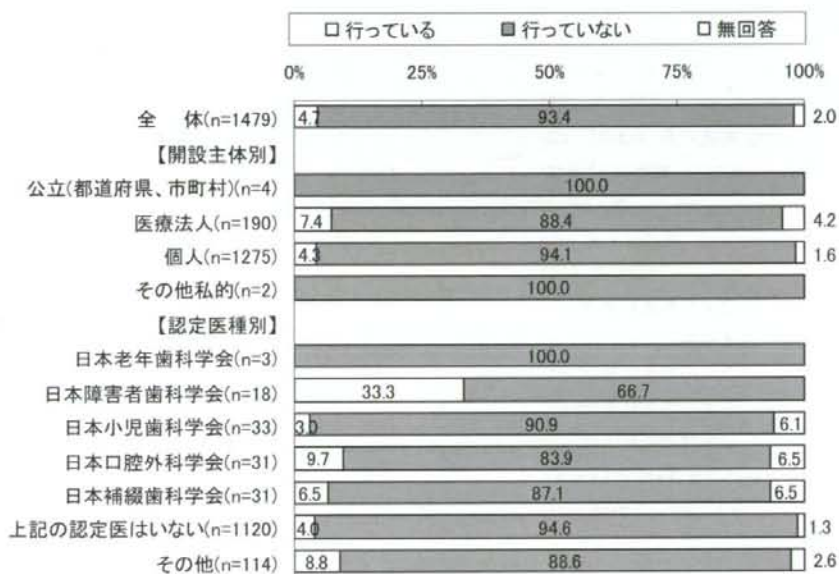 □ 行っている ■ 行っていない □ 無回答
0% 25% 50% 75% 100%
全 体(n=1479) 4.7 93.4 2.0
【開設主体別】
公立(都道府県、市町村)(n=4) 100.0
医療法人(n=190) 7.4 88.4 4.2
個人(n=1275) 4.3 94.1 1.6
その他私的(n=2) 100.0
【認定医種別】
日本老年歯科学会(n=3) 100.0
日本障害者歯科学会(n=18) 33.3 66.7
日本小児歯科学会(n=33) 3.0 90.9 6.1
日本口腔外科学会(n=31) 9.7 83.9 6.5
日本補綴歯科学会(n=31) 6.5 87.1 6.5
上記の認定医はいない(n=1120) 4.0 94.6 1.3
その他(n=114) 8.8 88.6 2.6